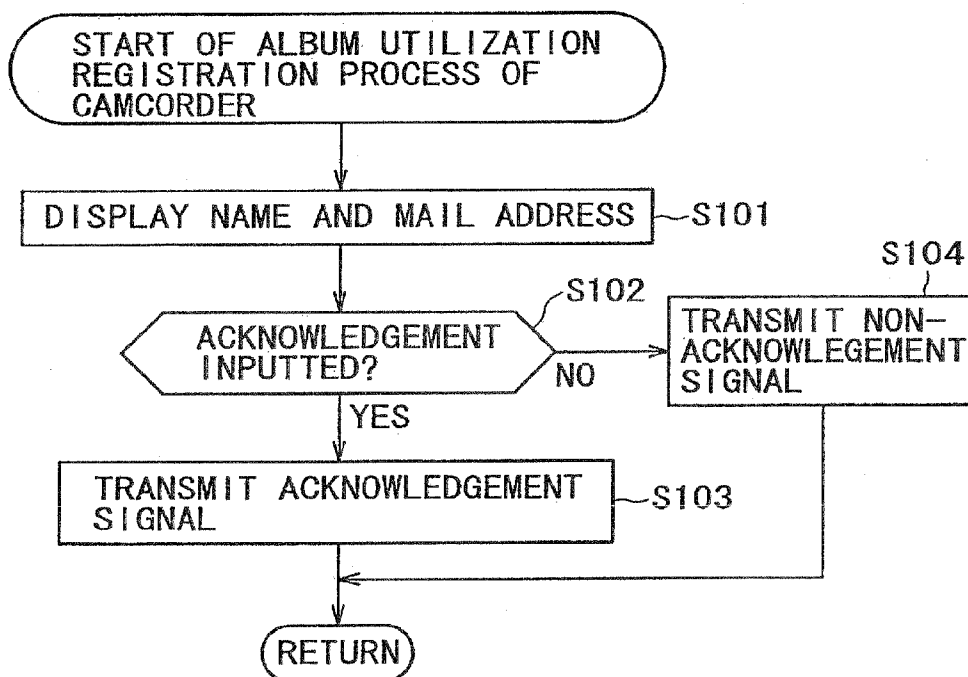 START OF ALBUM UTILIZATION
REGISTRATION PROCESS OF
CAMCORDER
DISPLAY NAME AND MAIL ADDRESS
S101
ACKNOWLEDGEMENT
INPUTTED?
S102
NO
YES
TRANSMIT NON-
ACKNOWLEGEMENT
SIGNAL
S104
TRANSMIT ACKNOWLEDGEMENT
SIGNAL
S103
RETURN